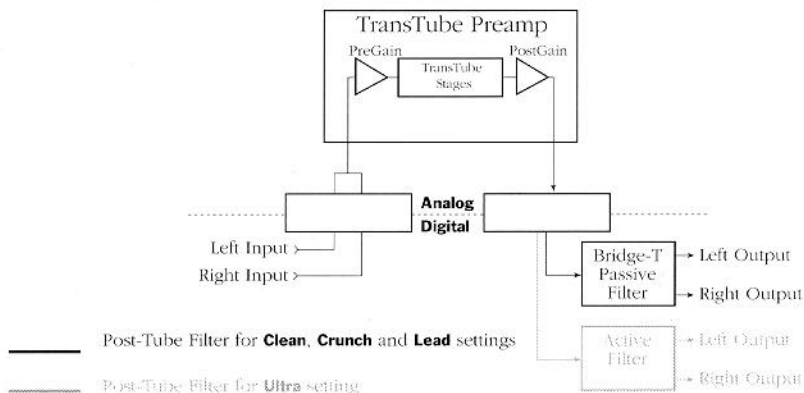 TransTube Preamp
PreGain
PostGain
TransTube
Stages
Analog
Digital
Left Input
Right Input
Bridge-T
Passive
Filter
Left Output
Right Output
Post-Tube Filter for Clean, Crunch and Lead settings
Active
Filter
Left Output
Right Output
Post-Tube Filter for Ultra setting